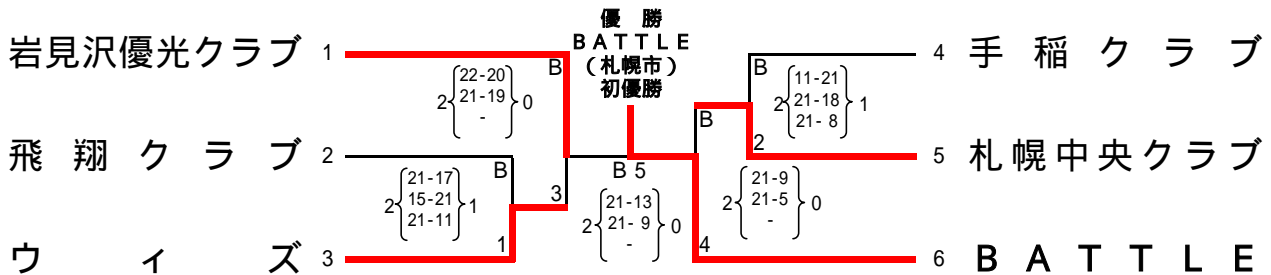 優 勝
BATTLE
(札幌市)
初優勝
岩見沢優光クラブ 1
B
22-20
2 21-19 0
-
飛 翔 ク ラ ブ 2
B
21-17
2 15-21 1
21-11
1
3
ウ ィ ズ 3
B 5
21-13
2 21- 9 0
-
4 手 稲 ク ラ ブ
B
11-21
2 21-18 1
21- 8
2
B
5 札幌中央クラブ
21-9
2 21-5 0
-
4
6 B A T T L E